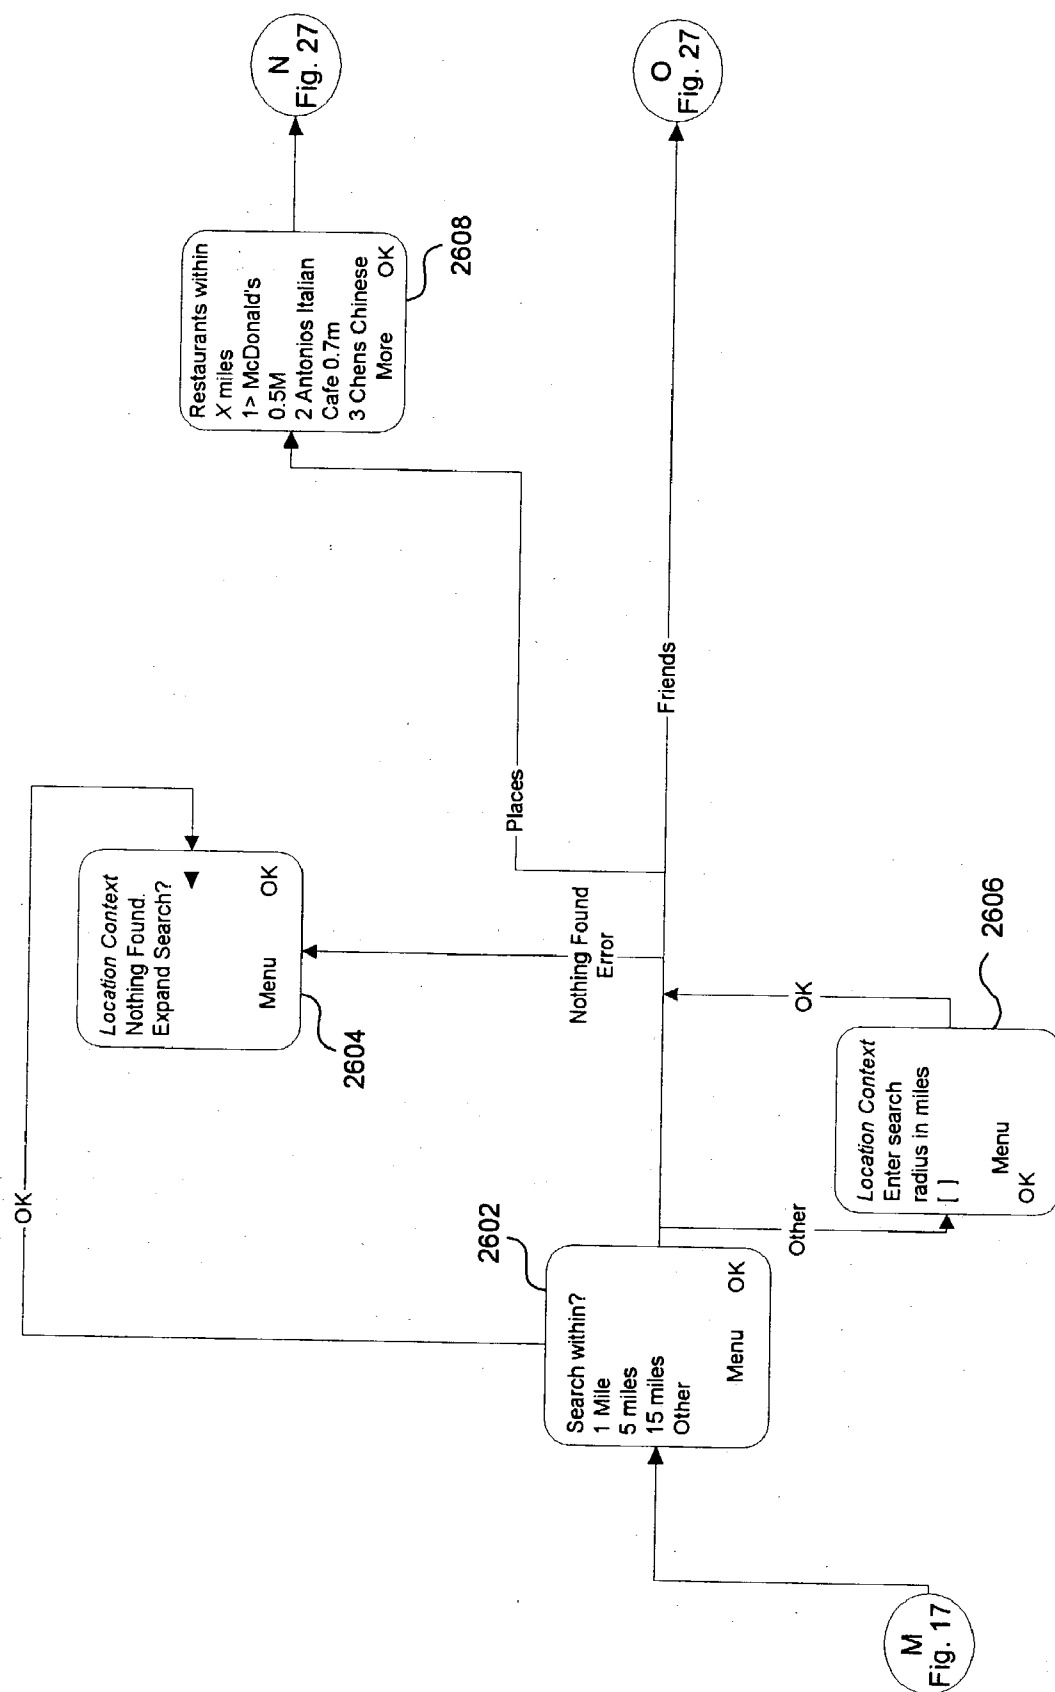 M
Fig. 17
Search within?
1 Mile
5 miles
15 miles
Other
Menu OK
2602
OK
Location Context
Nothing Found.
Expand Search?
Menu OK
2604
Other
Location Context
Enter search
radius in miles
[ ]
Menu
OK
2606
OK
Nothing Found
Error
Places
Friends
Restaurants within
X miles
1> McDonald's
0.5M
2 Antonios Italian
Cafe 0.7m
3 Chens Chinese
More OK
2608
N
Fig. 27
O
Fig. 27